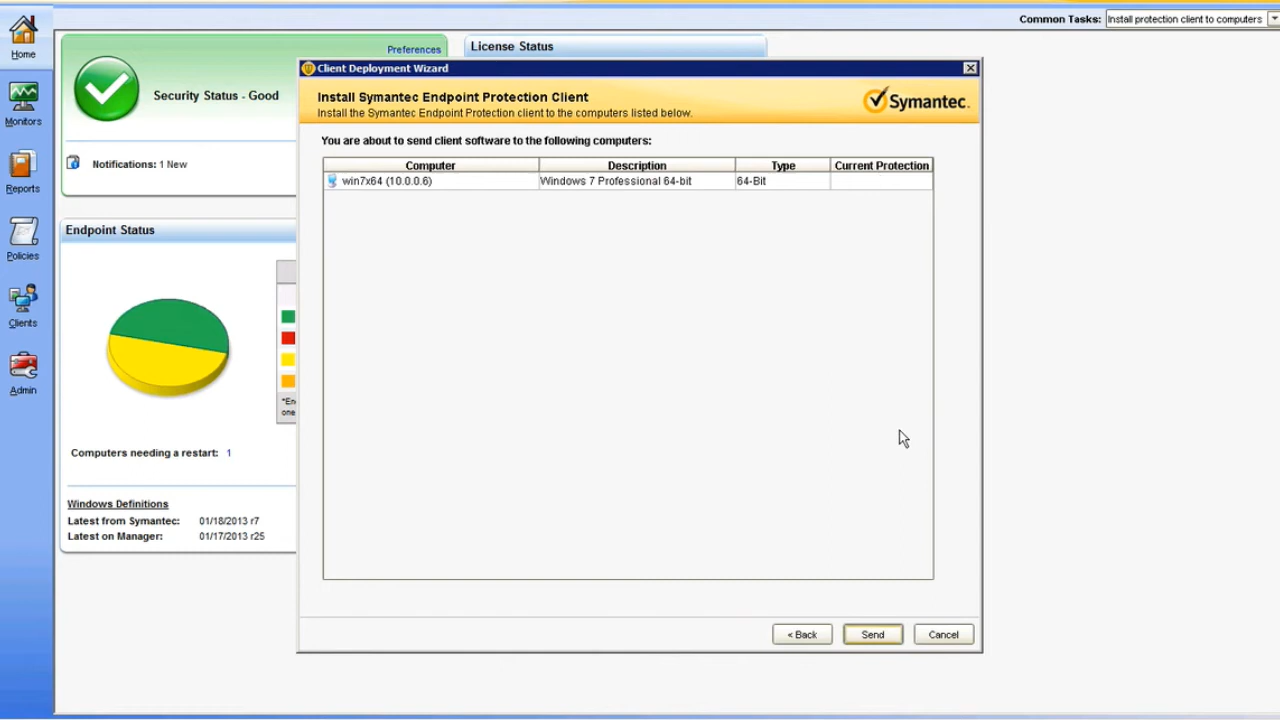 Common Tasks: Install protection client to computers
Home
Monitors
Reports
Policies
Clients
Admin
Preferences
License Status
Security Status - Good
Notifications: 1 New
Endpoint Status
*En
one
Computers needing a restart: 1
Windows Definitions
Latest from Symantec: 01/18/2013 r7
Latest on Manager: 01/17/2013 r25
Client Deployment Wizard
Install Symantec Endpoint Protection Client
Install the Symantec Endpoint Protection client to the computers listed below.
Symantec.
You are about to send client software to the following computers:
Computer Description Type Current Protection
win7x64 (10.0.0.6) Windows 7 Professional 64-bit 64-Bit
< Back Send Cancel